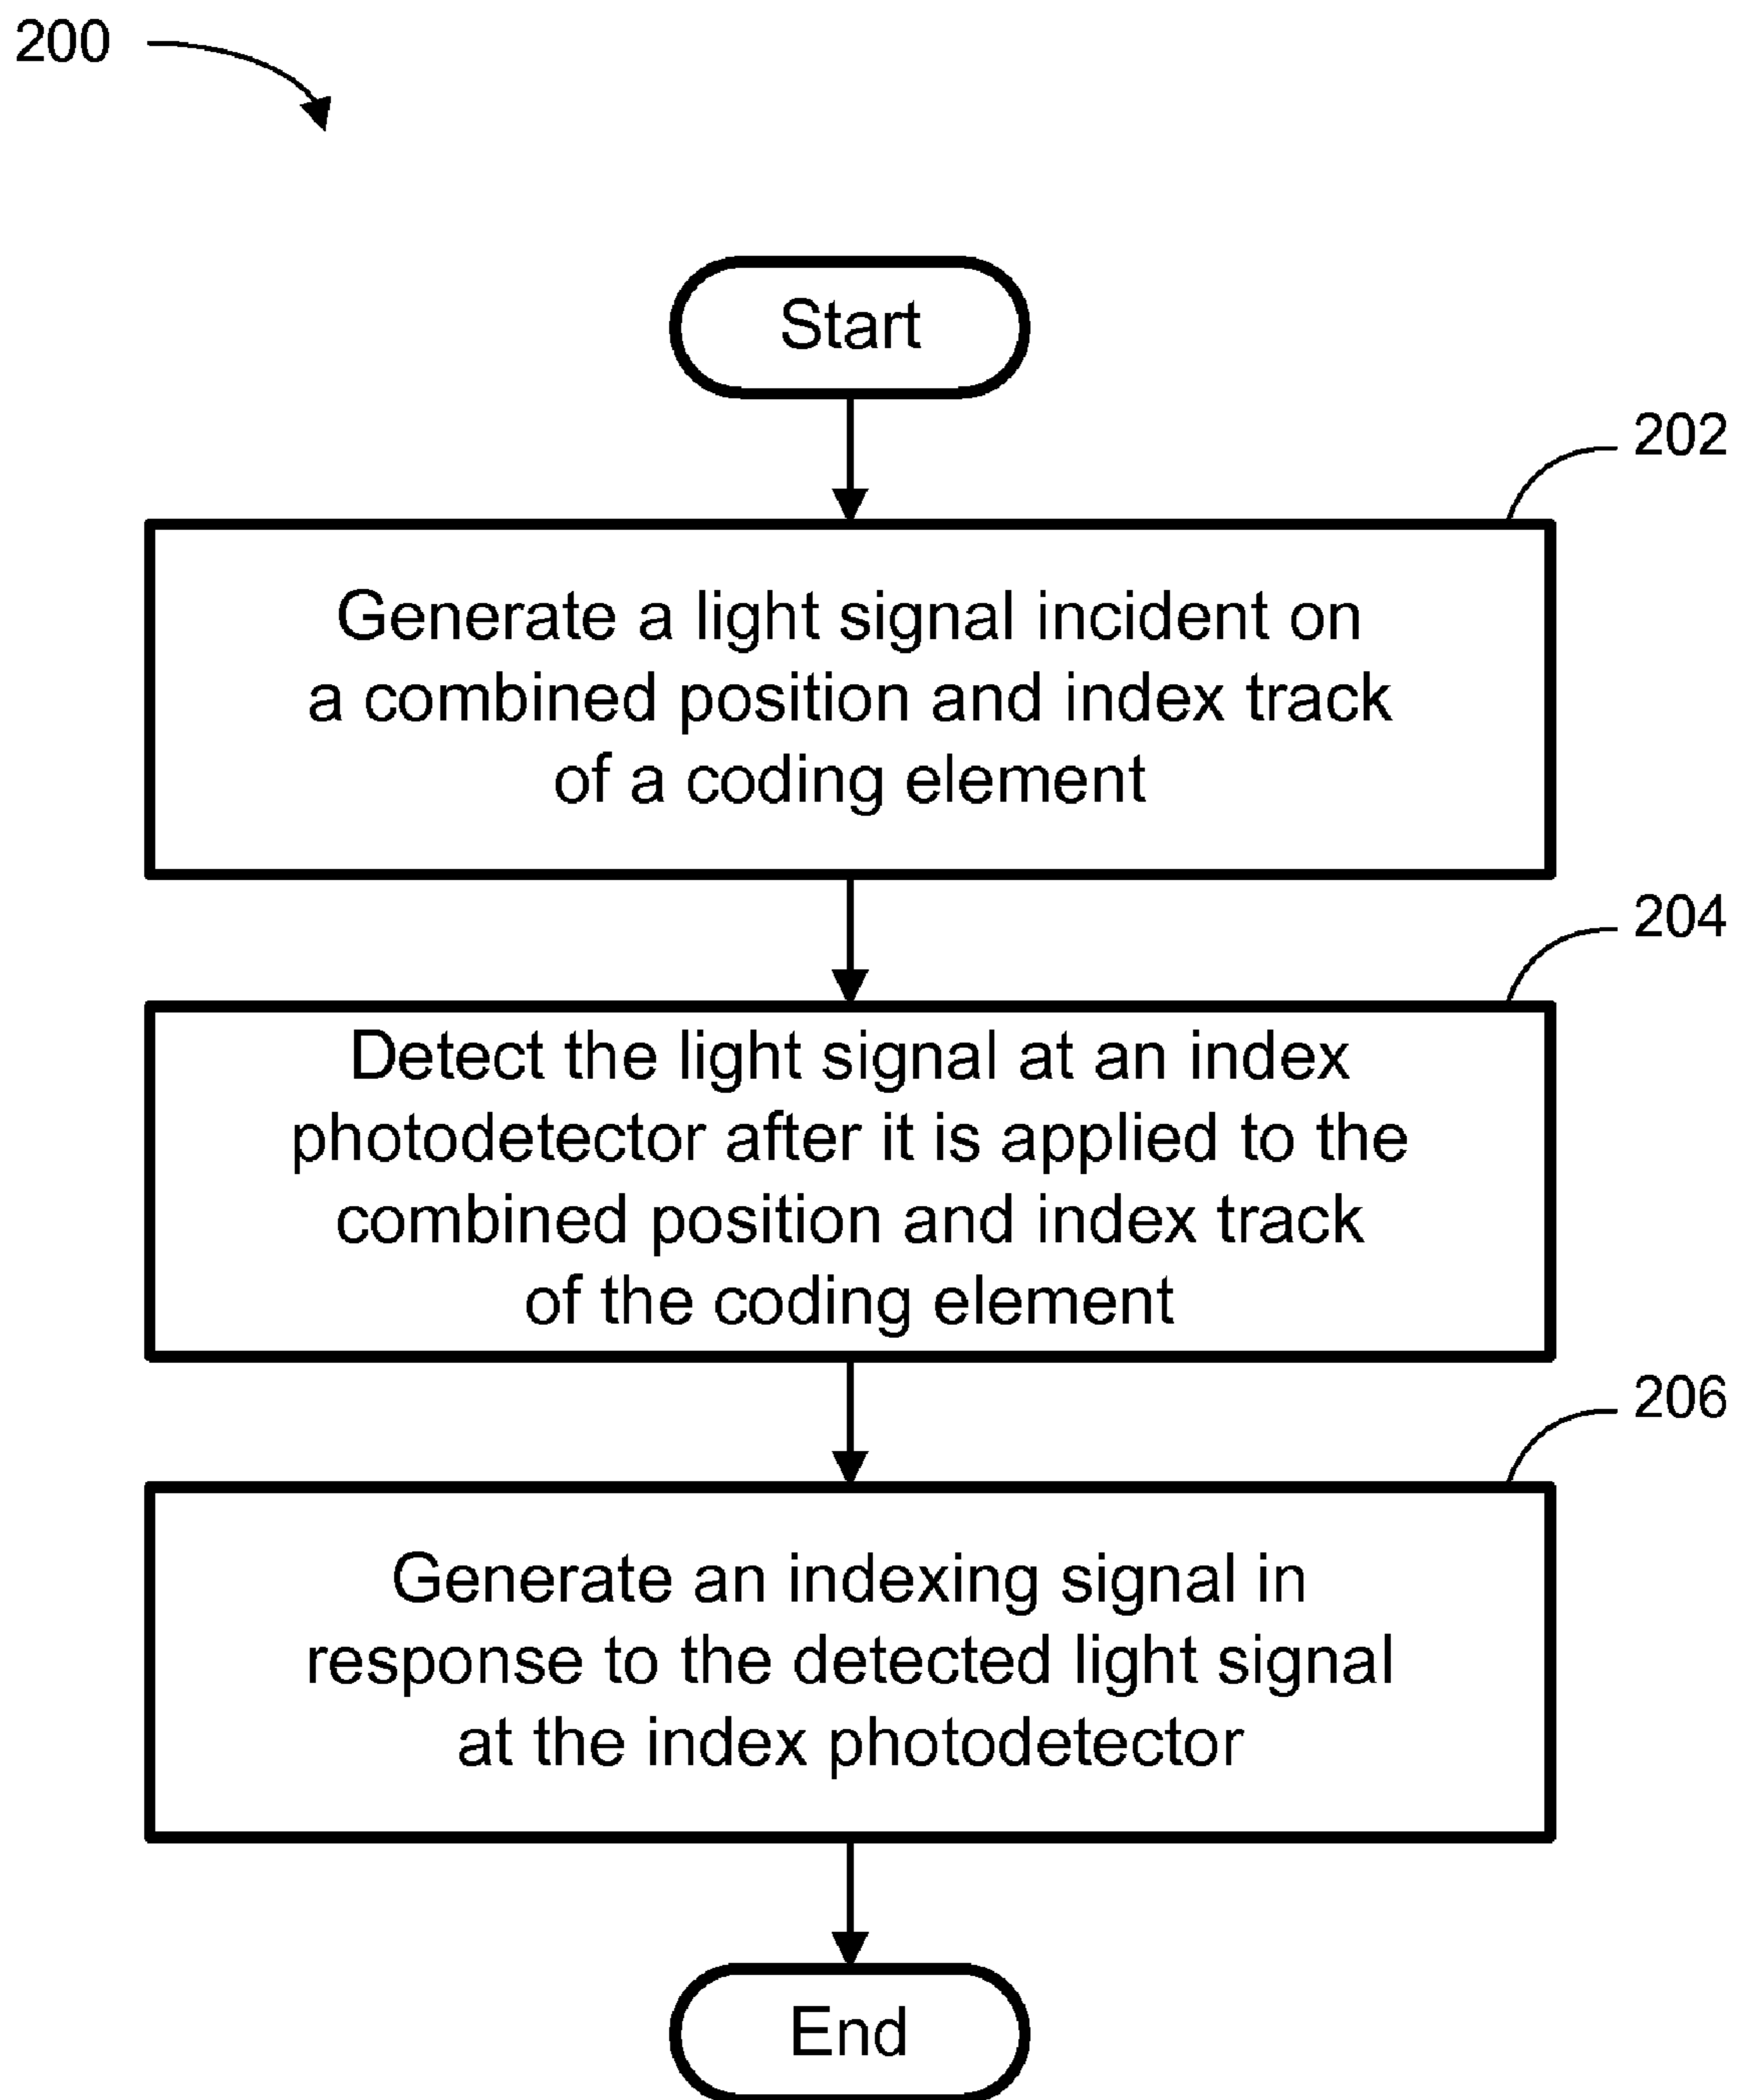 200
Start
202
Generate a light signal incident on
a combined position and index track
of a coding element
204
Detect the light signal at an index
photodetector after it is applied to the
combined position and index track
of the coding element
206
Generate an indexing signal in
response to the detected light signal
at the index photodetector
End